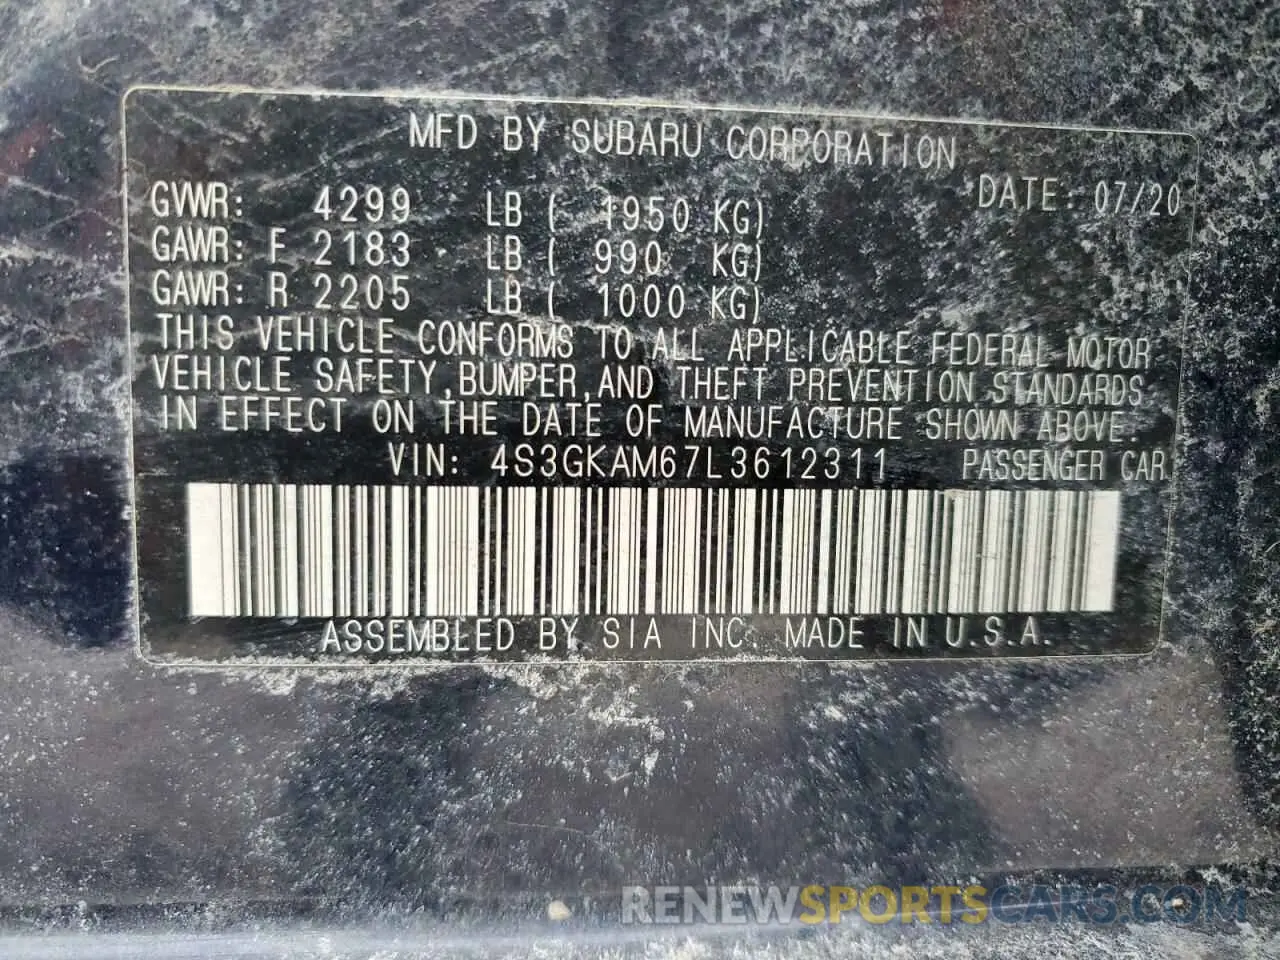 MFD BY SUBARU CORPORATION
DATE: 07/20
GVWR: 4299 LB ( 1950 KG)
GAWR: F 2183 LB ( 990 KG)
GAWR: R 2205 LB ( 1000 KG)
THIS VEHICLE CONFORMS TO ALL APPLICABLE FEDERAL MOTOR
VEHICLE SAFETY,BUMPER,AND THEFT PREVENTION STANDARDS
IN EFFECT ON THE DATE OF MANUFACTURE SHOWN ABOVE.
VIN: 4S3GKAM67L3612311 PASSENGER CAR
ASSEMBLED BY SIA INC. MADE IN U.S.A.
RENEWSPORTSCARS.COM